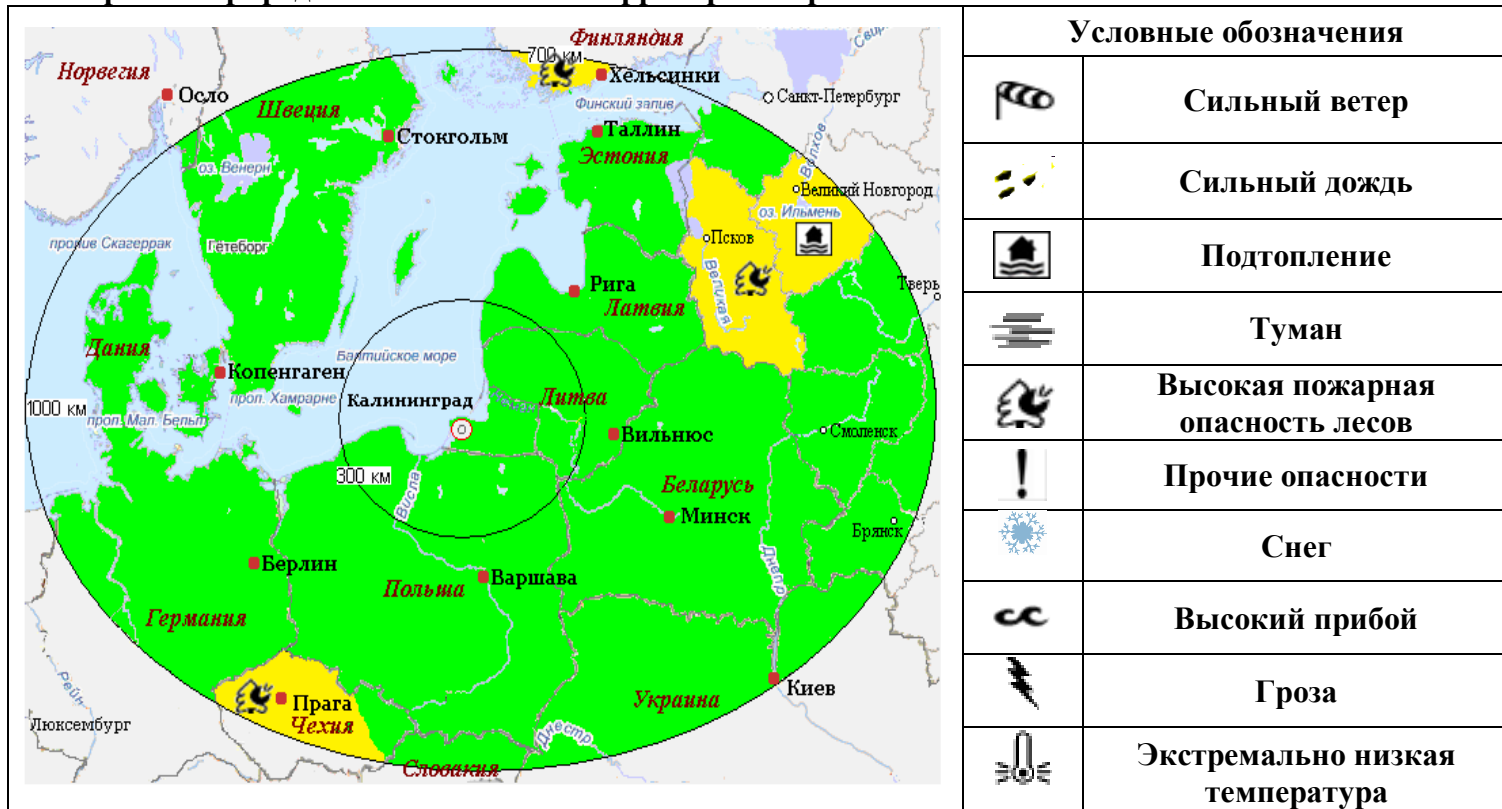 Финляндия
700 км
Норвегия
Хельсинки
Осло
Финский залив
Санкт-Петербург
Швеция
Волхов
Стокгольм
Таллин
Эстония
оз. Венерн
Великий Новгород
оз. Ильмень
Псков
пролив Скагеррак
Гётеборг
Великая
Рига
Тверь
Латвия
Дания
Балтийское море
Копенгаген
Литва
1000 км
прол. Мал. Бельт
прол. Хамрарне
Калининград
Вильнюс
Смоленск
300 км
Висла
Беларусь
Минск
Брянск
Днепр
Берлин
Варшава
Польша
Германия
Рейн
Прага
Киев
Украина
Люксембург
Чехия
Днестр
Словакия
Условные обозначения
Сильный ветер
Сильный дождь
Подтопление
Туман
Высокая пожарная
опасность лесов
Прочие опасности
Снег
Высокий прибой
Гроза
Экстремально низкая
температура